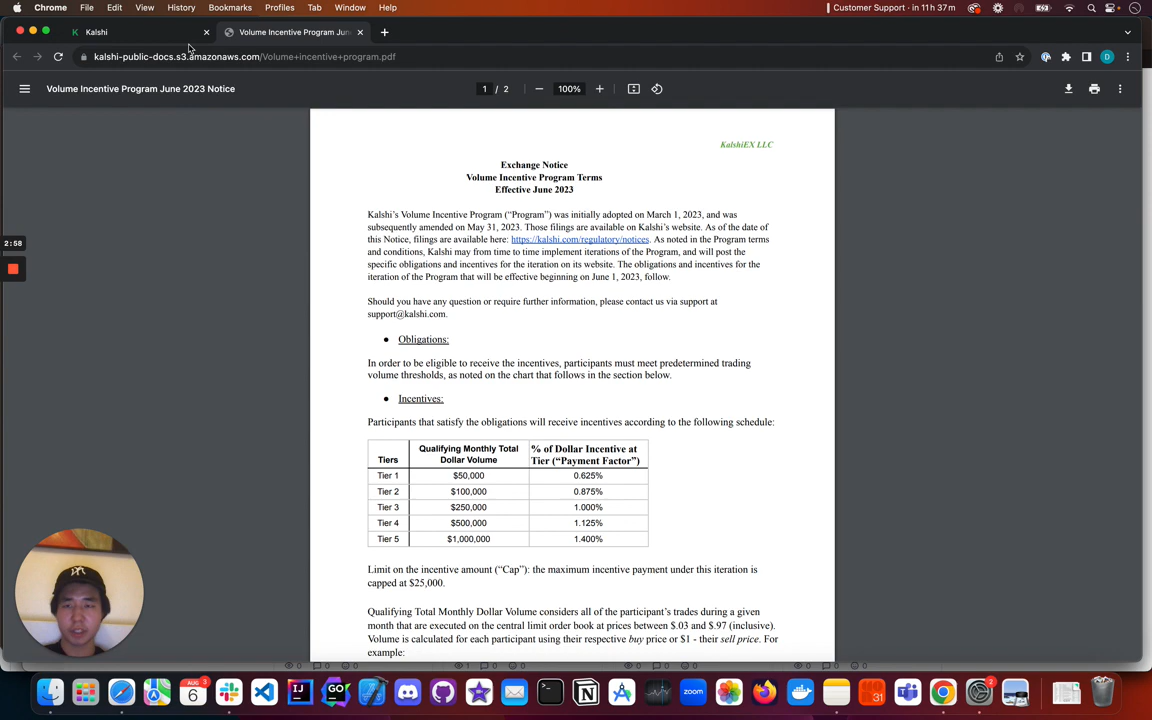 Chrome File Edit View History Bookmarks Profiles Tab Window Help Customer Support · in 11 h 37 m
Kalshi
Volume Incentive Program Jun
kalshi-public-docs.s3.amazonaws.com/Volume+incentive+program.pdf
Volume Incentive Program June 2023 Notice 1 / 2 100%
KalshiEX LLC
Exchange Notice
Volume Incentive Program Terms
Effective June 2023
Kalshi's Volume Incentive Program ("Program") was initially adopted on March 1, 2023, and was
subsequently amended on May 31, 2023. Those filings are available on Kalshi's website. As of the date of
this Notice, filings are available here: https://kalshi.com/regulatory/notices. As noted in the Program terms
and conditions, Kalshi may from time to time implement iterations of the Program, and will post the
specific obligations and incentives for the iteration on its website. The obligations and incentives for the
iteration of the Program that will be effective beginning on June 1, 2023, follow.
2:58
Should you have any question or require further information, please contact us via support at
support@kalshi.com.
● Obligations:
In order to be eligible to receive the incentives, participants must meet predetermined trading
volume thresholds, as noted on the chart that follows in the section below.
● Incentives:
Participants that satisfy the obligations will receive incentives according to the following schedule:
Tiers Qualifying Monthly Total Dollar Volume % of Dollar Incentive at Tier ("Payment Factor")
Tier 1 $50,000 0.625%
Tier 2 $100,000 0.875%
Tier 3 $250,000 1.000%
Tier 4 $500,000 1.125%
Tier 5 $1,000,000 1.400%
Limit on the incentive amount ("Cap"): the maximum incentive payment under this iteration is
capped at $25,000.
Qualifying Total Monthly Dollar Volume considers all of the participant's trades during a given
month that are executed on the central limit order book at prices between $.03 and $.97 (inclusive).
Volume is calculated for each participant using their respective buy price or $1 - their sell price. For
example:
AUG
6
3
GO
zoom
31
2